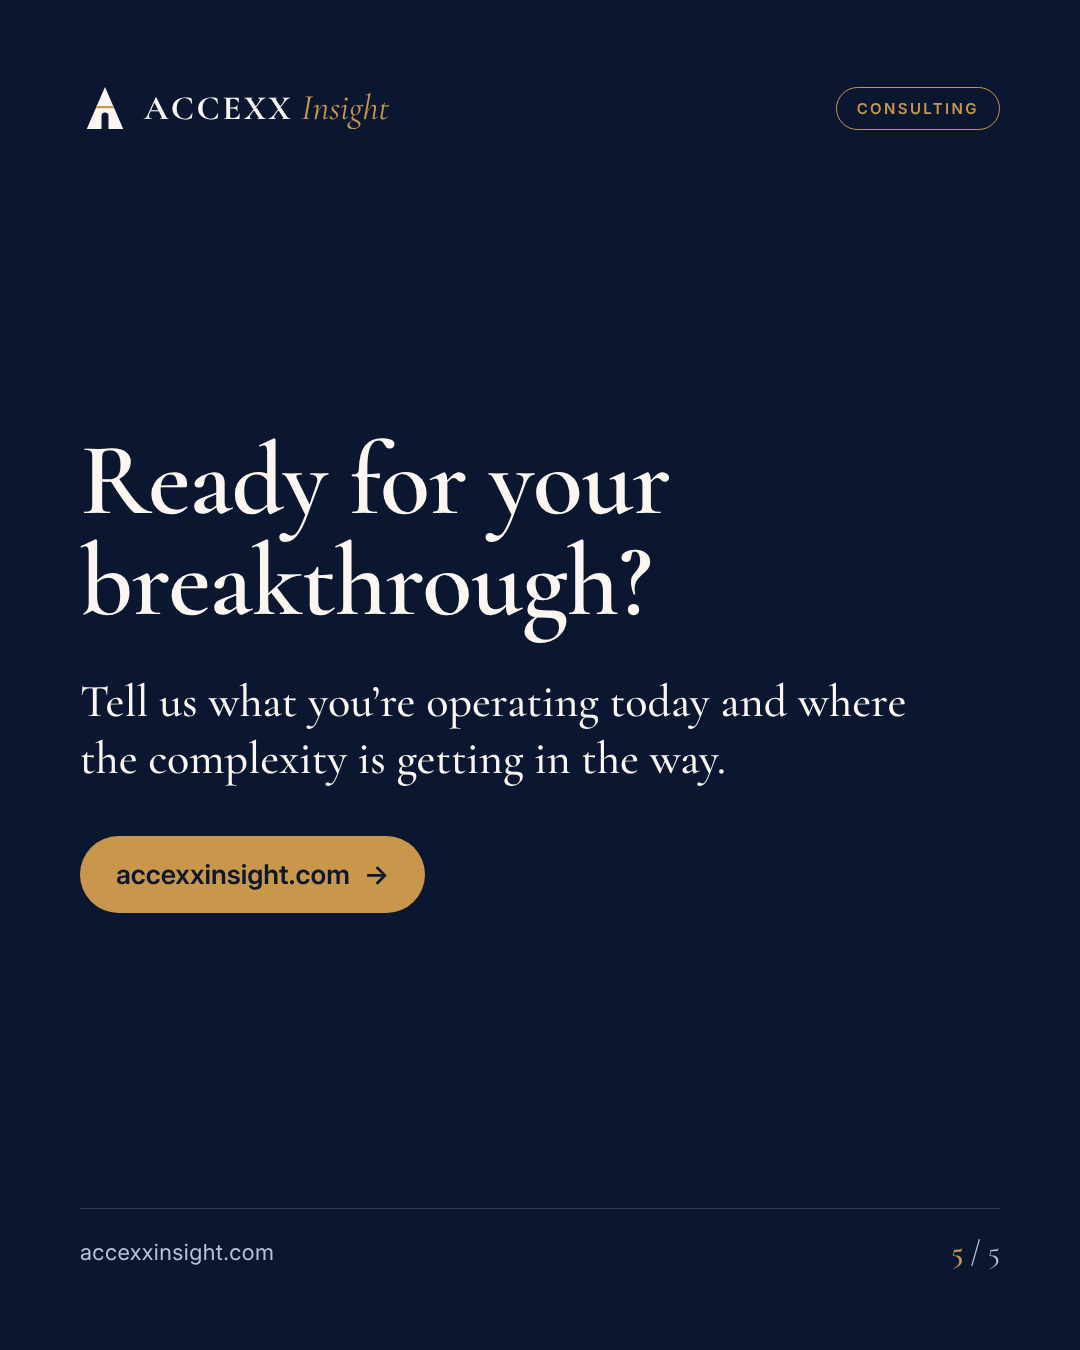 ACCEXX Insight
CONSULTING
Ready for your
breakthrough?
Tell us what you’re operating today and where
the complexity is getting in the way.
accexxinsight.com →
accexxinsight.com
5 / 5